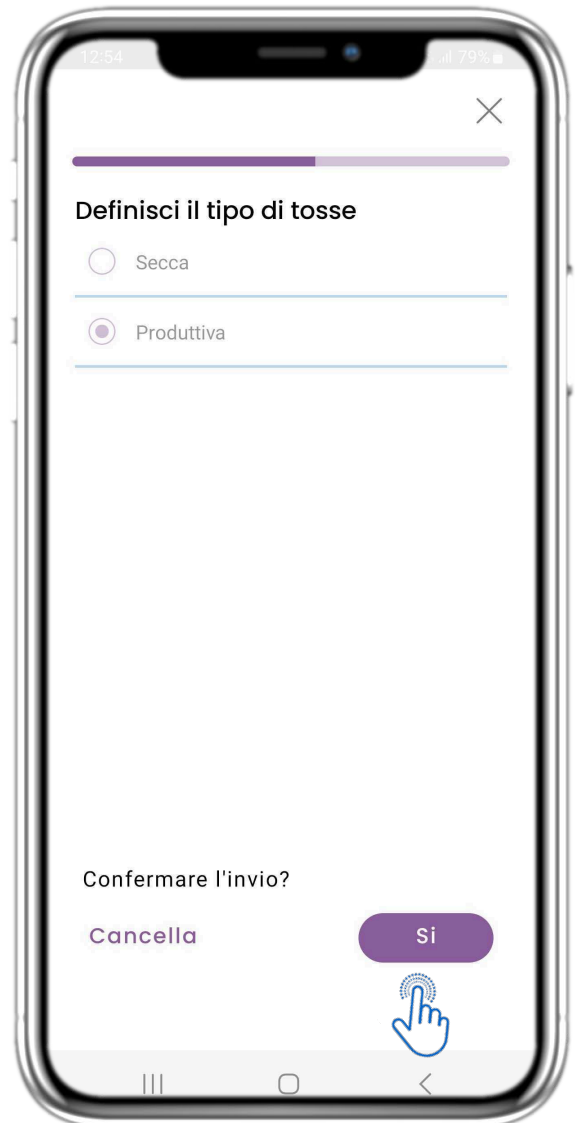 12:54
79%
Definisci il tipo di tosse
Secca
Produttiva
Confermare l'invio?
Cancella
Si